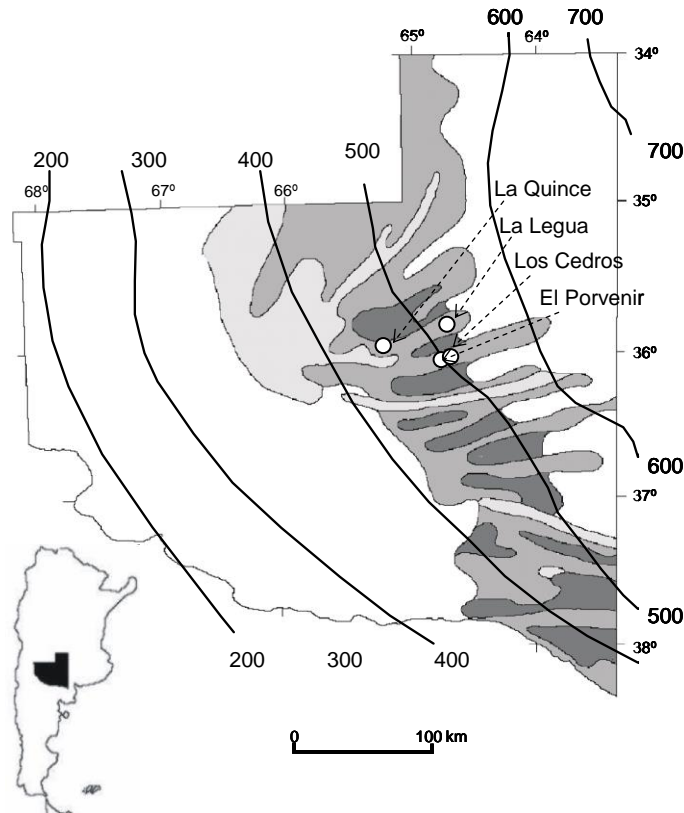 600 700
65º 64º
34º
700
200 300 400 500
68º 67º 66º
35º
La Quince
La Legua
Los Cedros
El Porvenir
36º
600
37º
500
38º
200 300 400
0 100 km